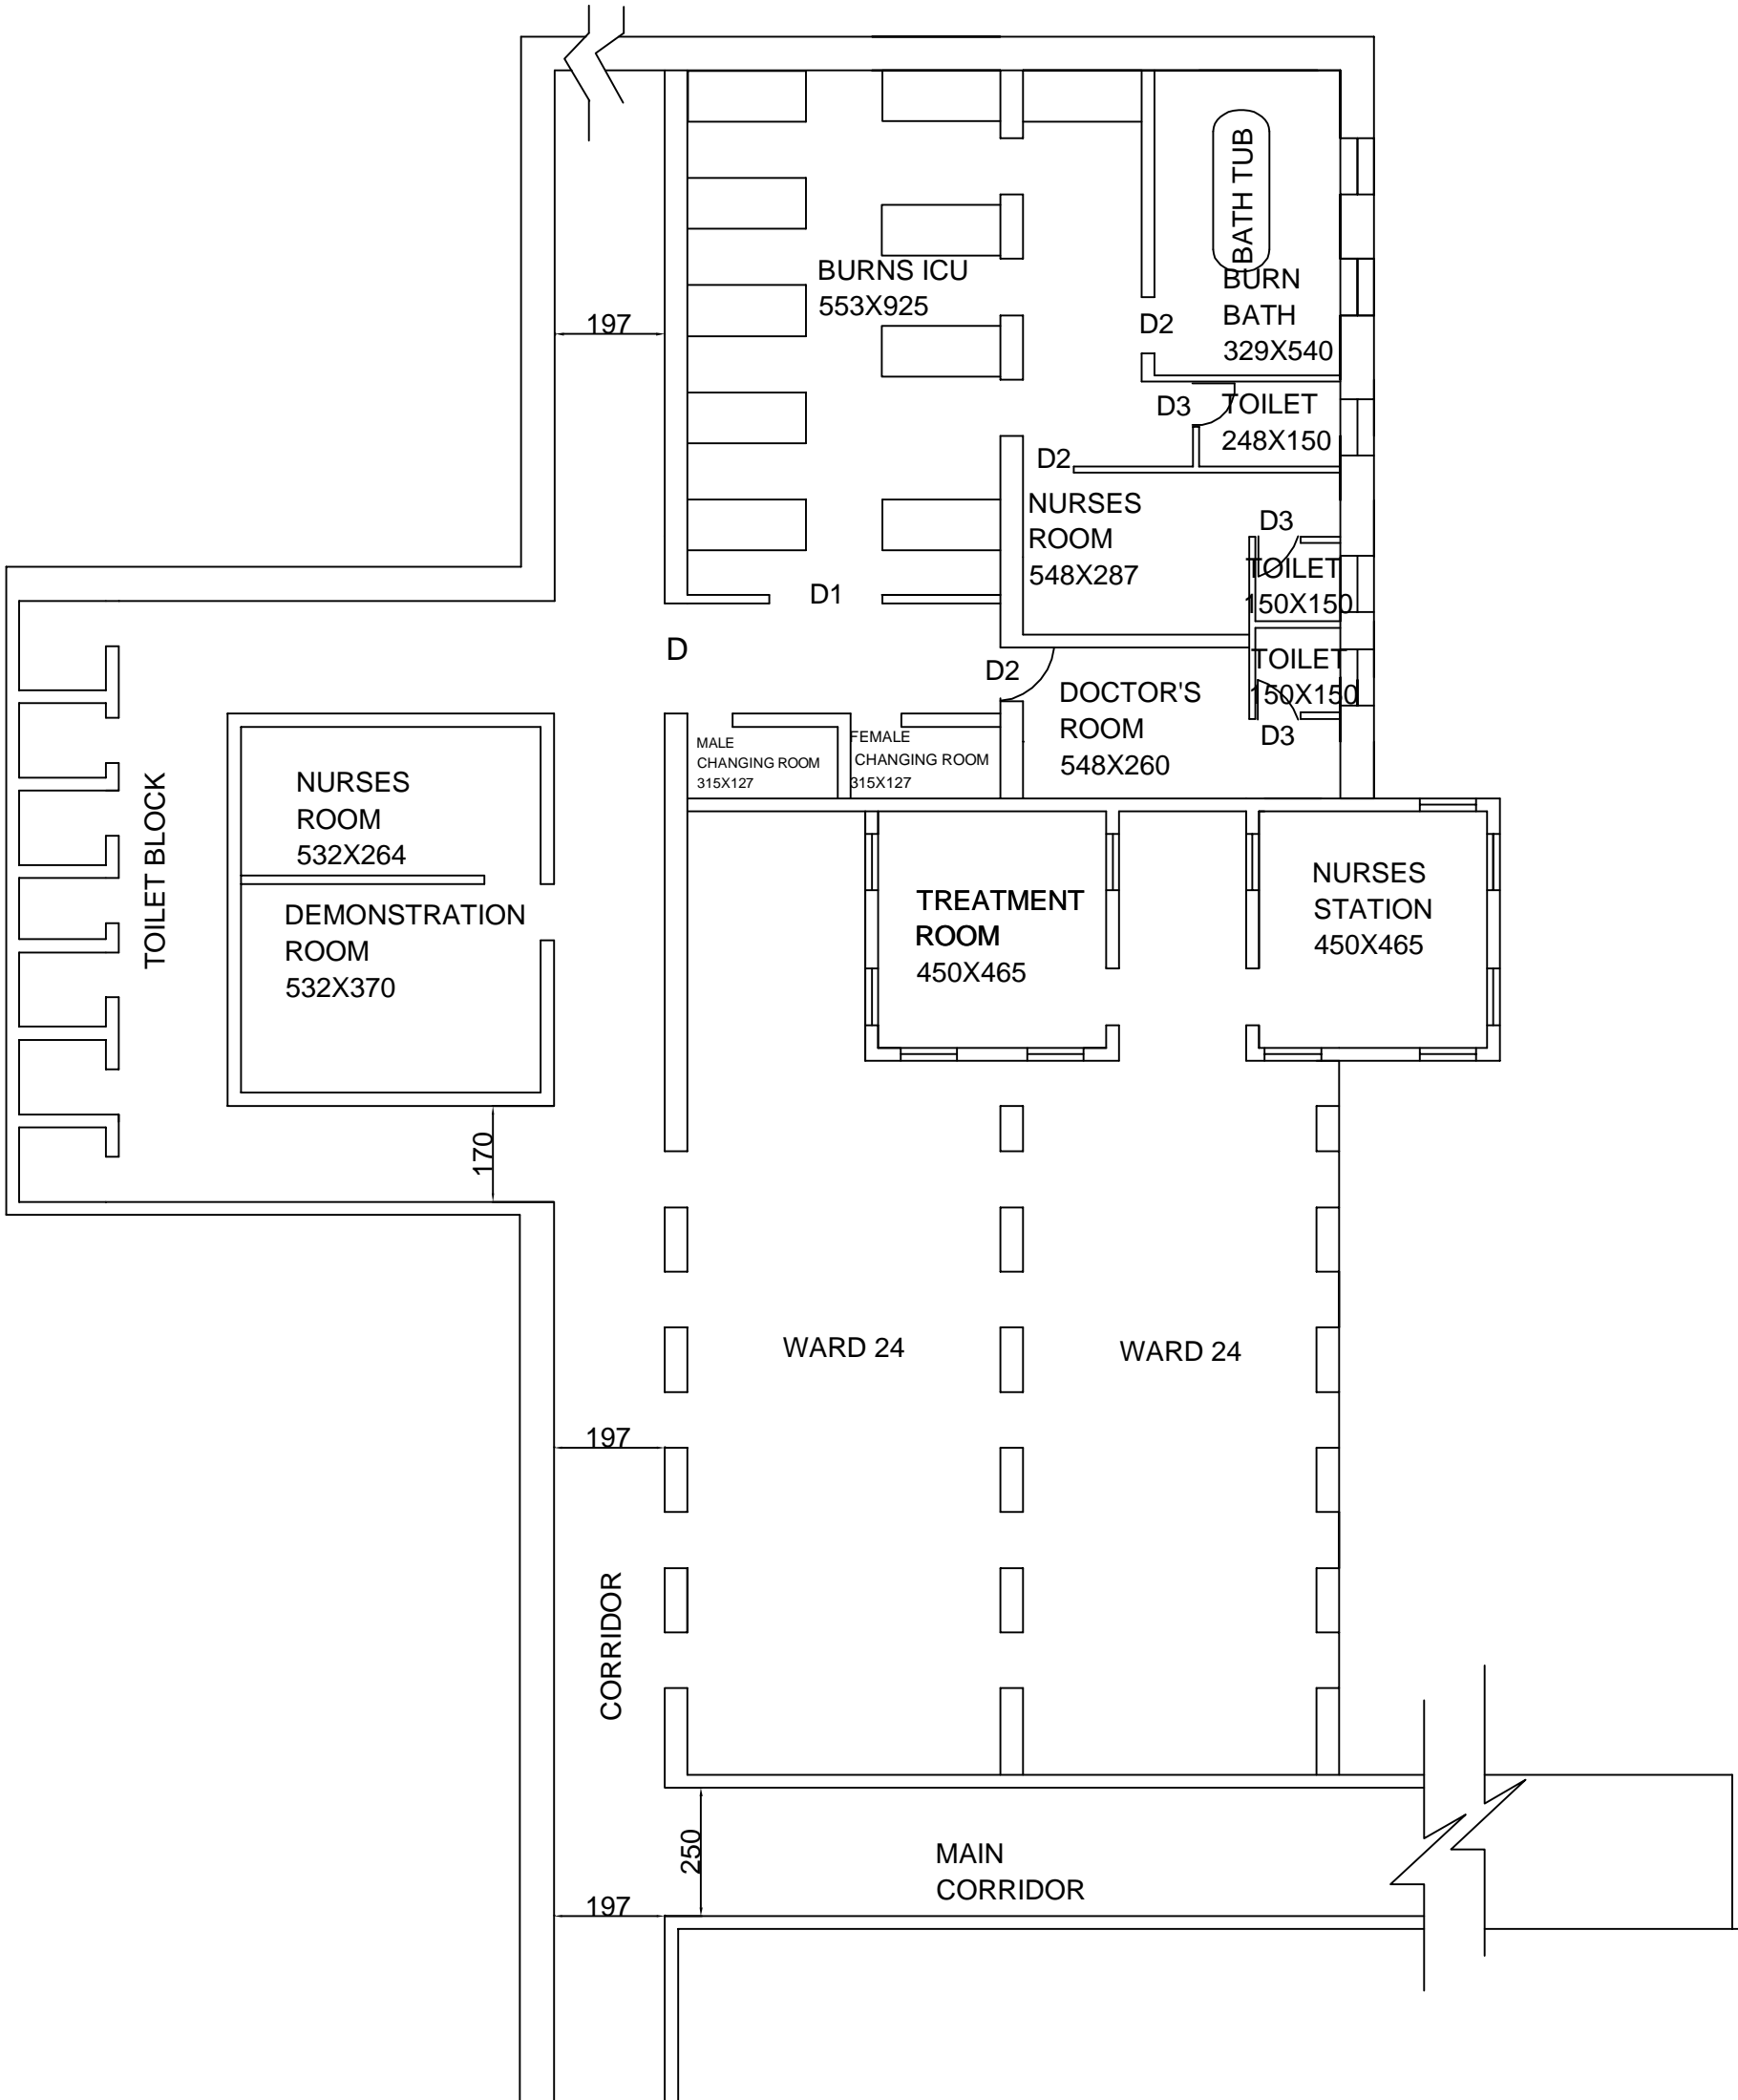 BATH TUB
BURNS ICU
553X925
BURN
BATH
329X540
197
D2
D3
TOILET
248X150
D2
NURSES
ROOM
548X287
D3
TOILET
150X150
D1
D
D2
TOILET
150X150
D3
DOCTOR'S
ROOM
548X260
MALE
CHANGING ROOM
315X127
FEMALE
CHANGING ROOM
315X127
TOILET BLOCK
NURSES
ROOM
532X264
DEMONSTRATION
ROOM
532X370
TREATMENT
ROOM
450X465
NURSES
STATION
450X465
170
WARD 24
WARD 24
197
CORRIDOR
250
MAIN
CORRIDOR
197